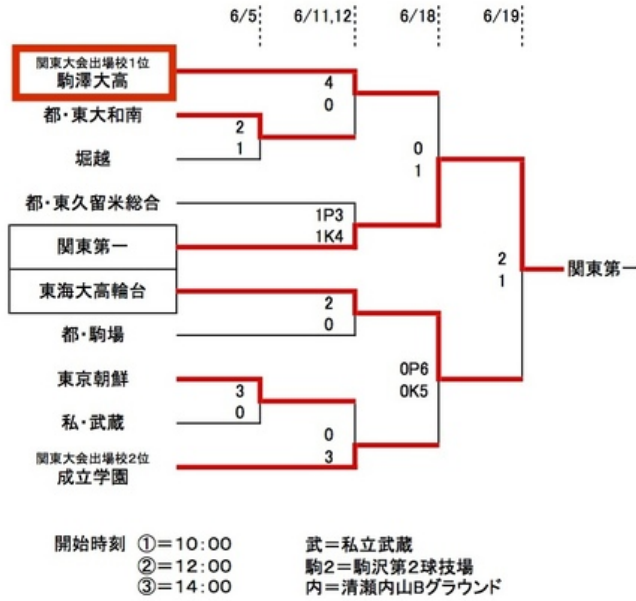 6/5 6/11,12 6/18 6/19
関東大会出場校1位
駒澤大高
4
0
都・東大和南
2
1
堀越
0
1
都・東久留米総合
1P3
1K4
関東第一
2
1
関東第一
東海大高輪台
2
0
都・駒場
0P6
0K5
東京朝鮮
3
0
私・武蔵
0
3
関東大会出場校2位
成立学園
開始時刻 ①=10:00 武=私立武蔵
②=12:00 駒2=駒沢第2球技場
③=14:00 内=清瀬内山Bグラウンド